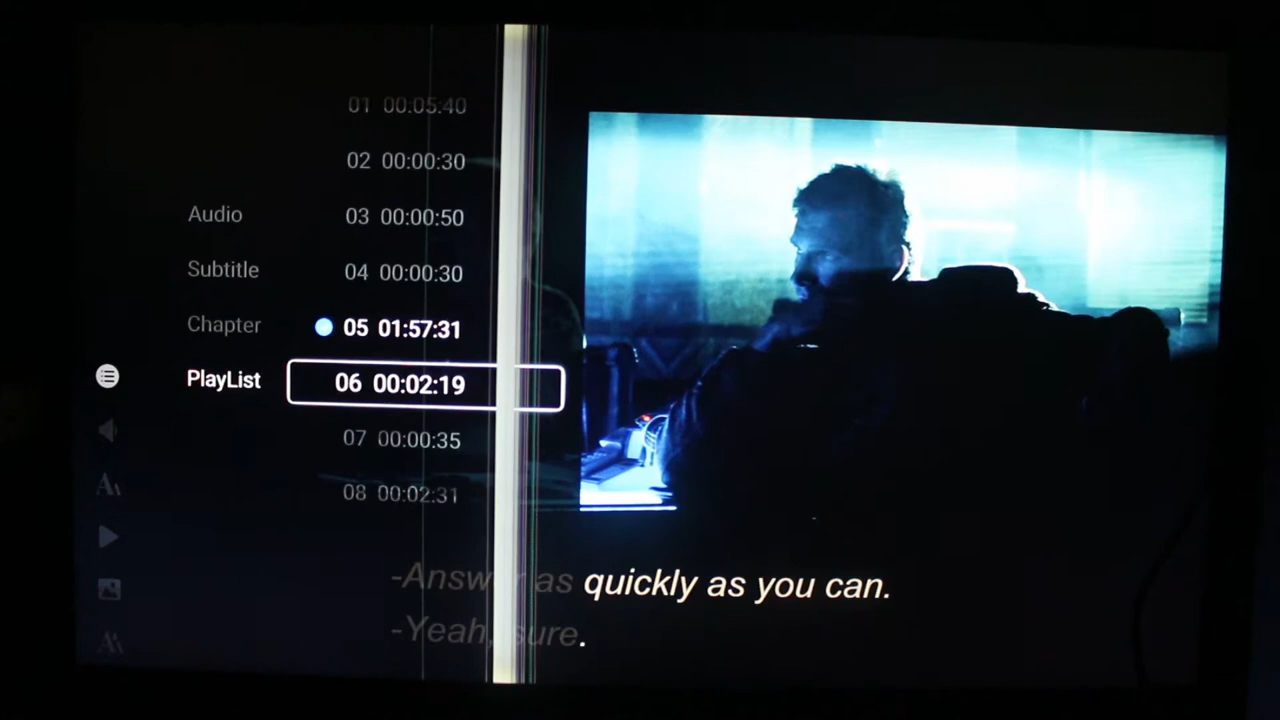 01 00:05:40
02 00:00:30
Audio
03 00:00:50
Subtitle
04 00:00:30
Chapter
05 01:57:31
PlayList
06 00:02:19
07 00:00:35
08 00:02:31
-Answer as quickly as you can.
-Yeah, sure.